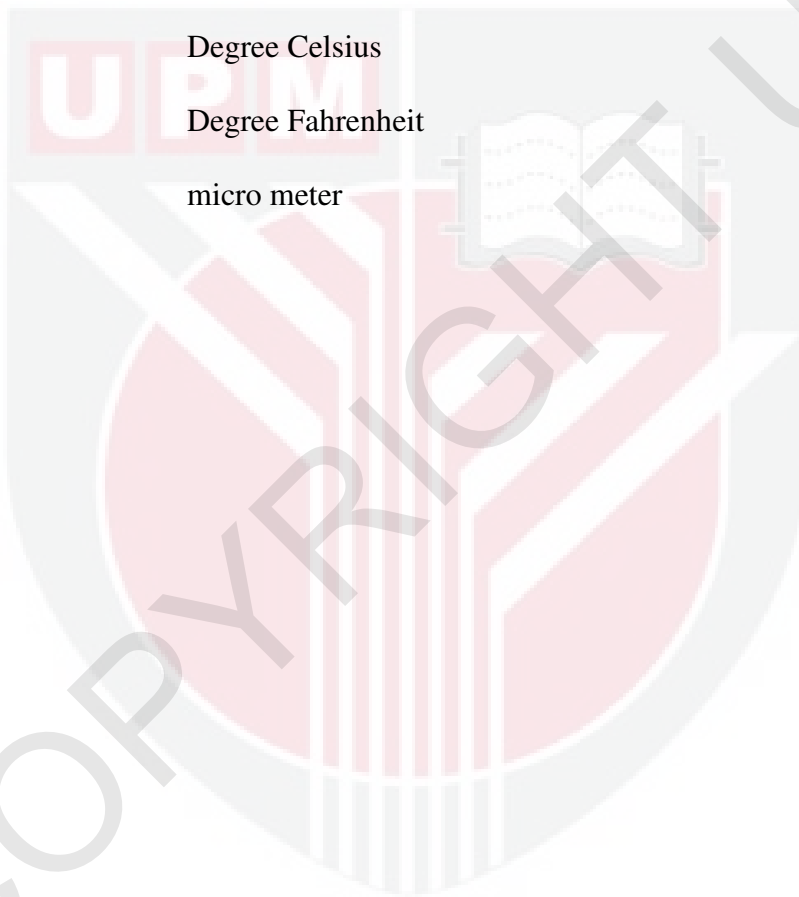 Degree Celsius
UPM
Degree Fahrenheit
micro meter
COPYRIGHT U